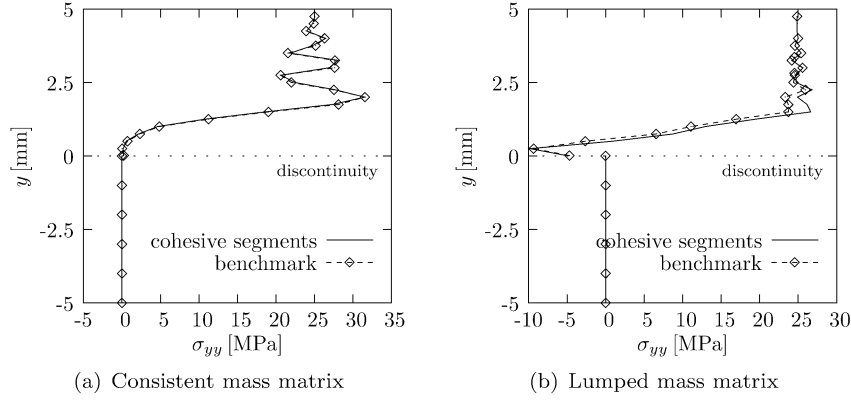 5
2.5
0
-2.5
-5
y [mm]
discontinuity
cohesive segments
benchmark
-5 0 5 10 15 20 25 30 35
σyy [MPa]
(a) Consistent mass matrix
5
2.5
0
-2.5
-5
y [mm]
discontinuity
cohesive segments
benchmark
-10 -5 0 5 10 15 20 25 30
σyy [MPa]
(b) Lumped mass matrix